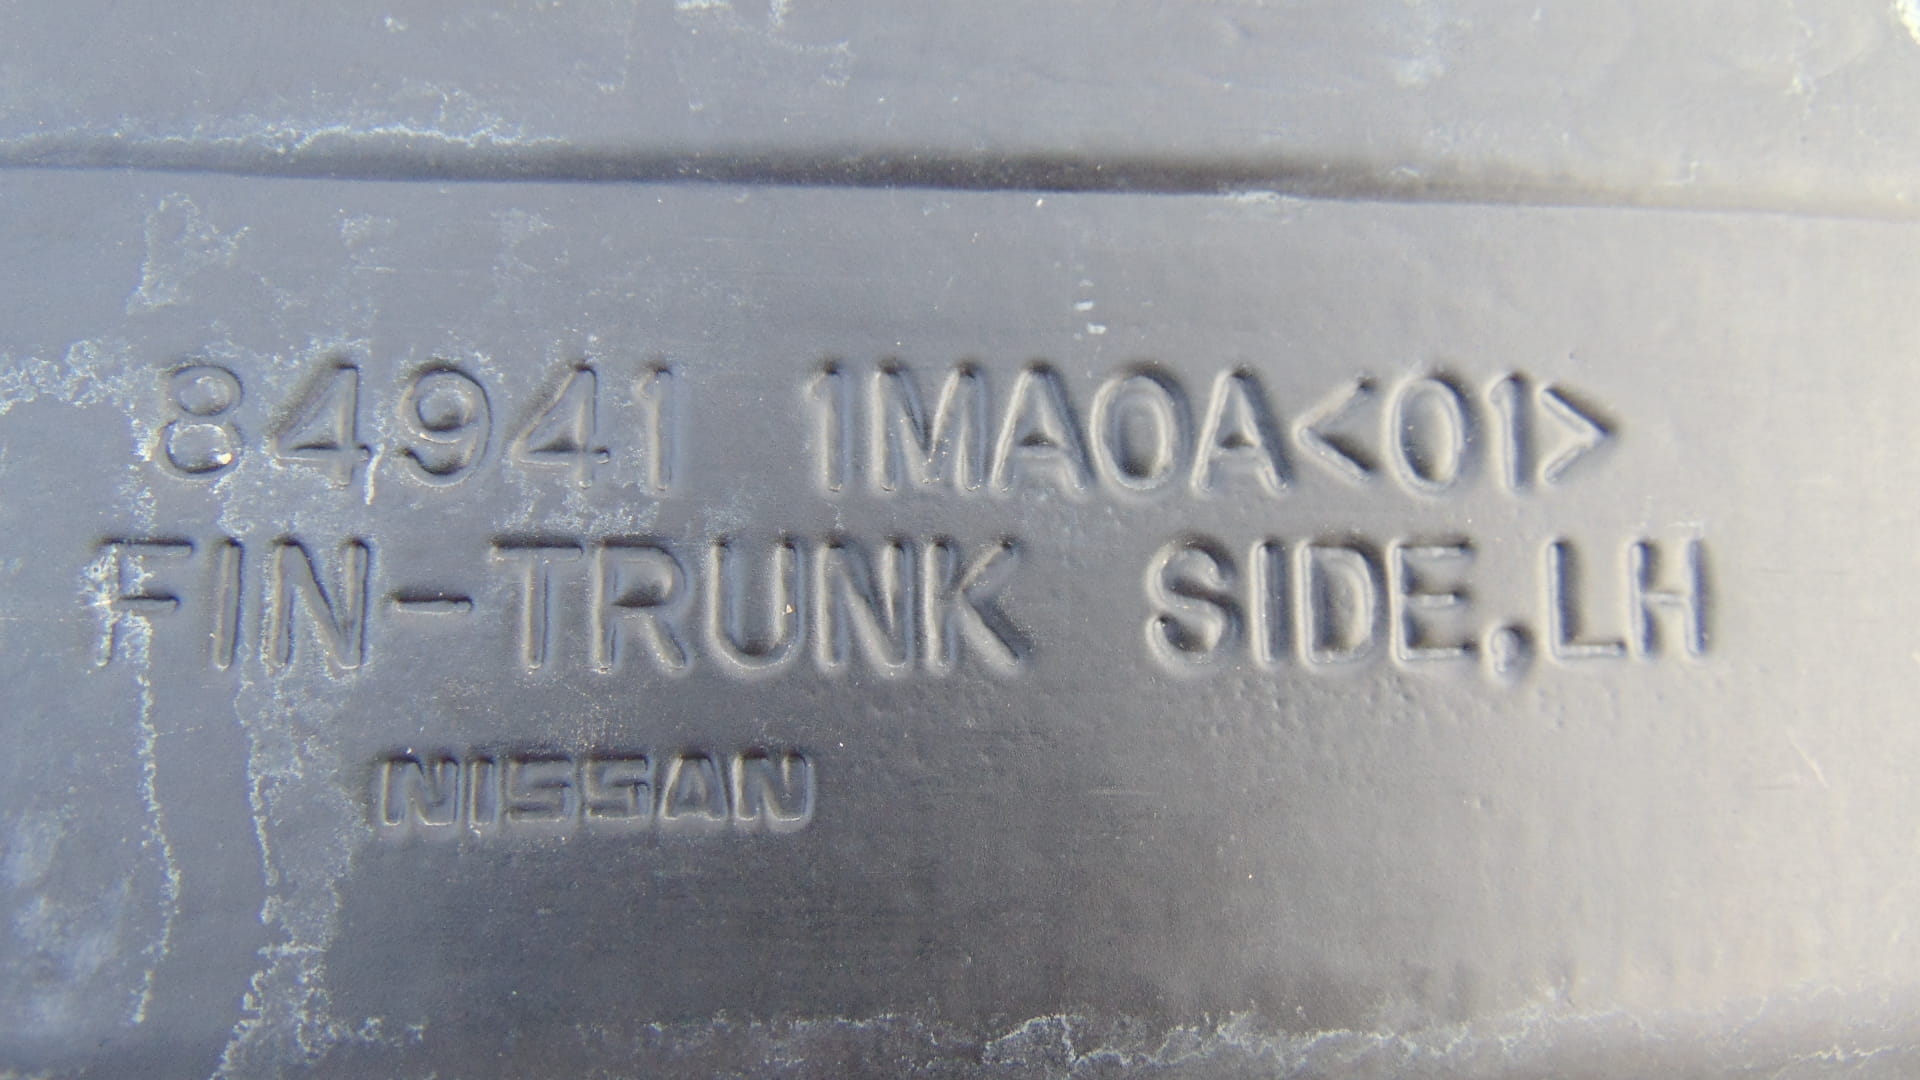 84941 1MA0A<01>
FIN-TRUNK SIDE,LH
NISSAN